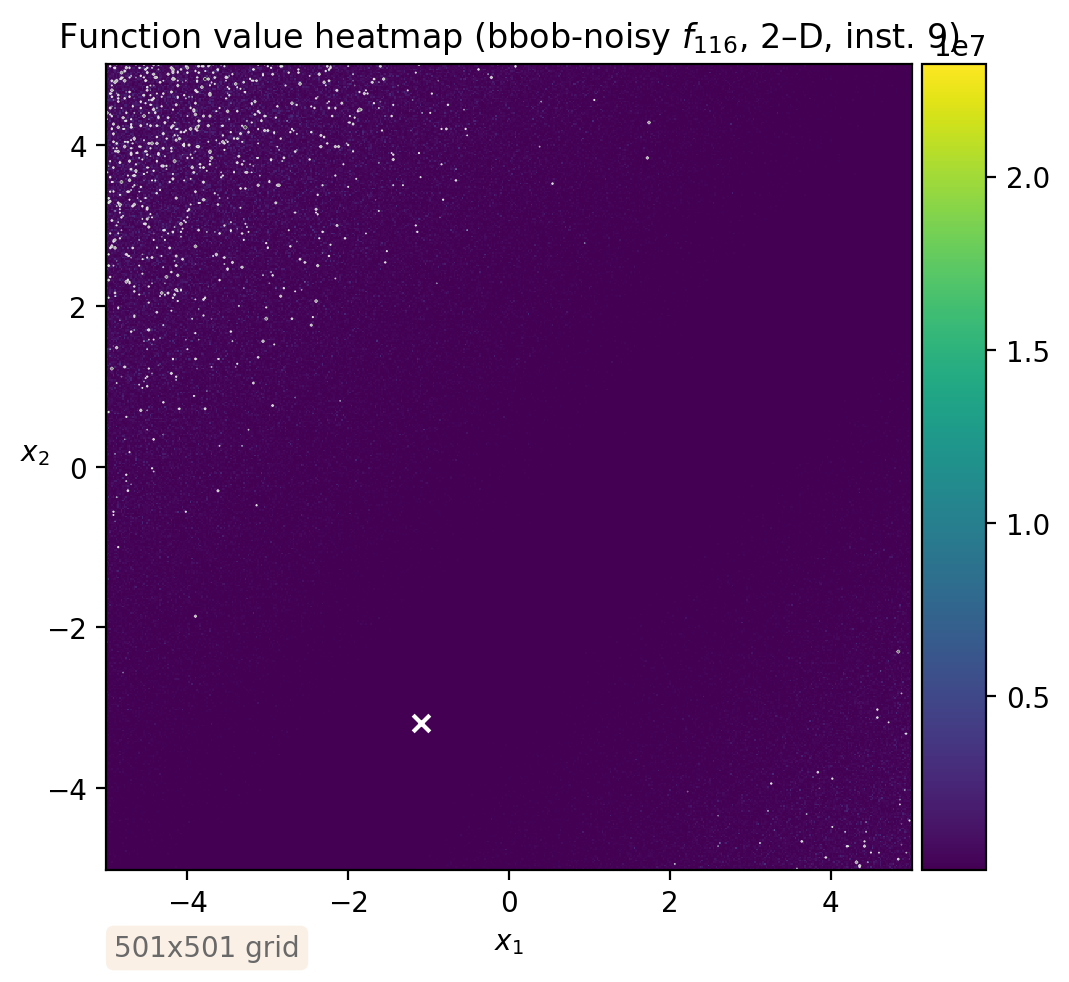 Function value heatmap (bbob-noisy f₁₁₆, 2–D, inst. 9)
1e7
4
2
0
−2
−4
x₂
2.0
1.5
1.0
0.5
−4
−2
0
2
4
x₁
501x501 grid